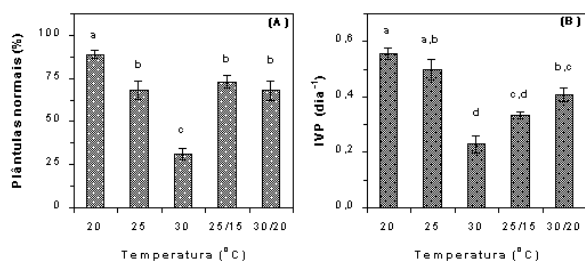 (A)
Plântulas normais (%)
100
75
50
25
0
a
b
c
b
b
20 25 30 25/15 30/20
Temperatura (°C)
(B)
IVP (dia⁻¹)
0,6
0,4
0,2
0,0
a
a,b
d
c,d
b,c
20 25 30 25/15 30/20
Temperatura (°C)